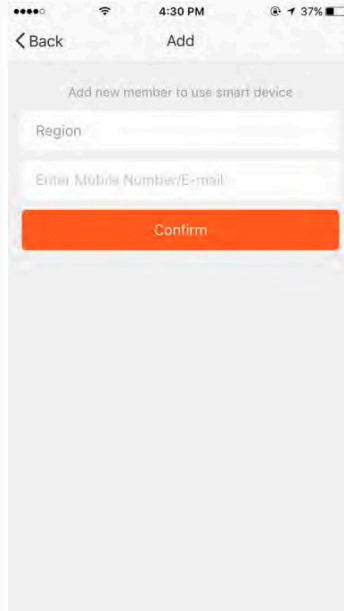 4:30 PM
37%
Back
Add
Add new member to use smart device
Region
Enter Mobile Number/E-mail
Confirm